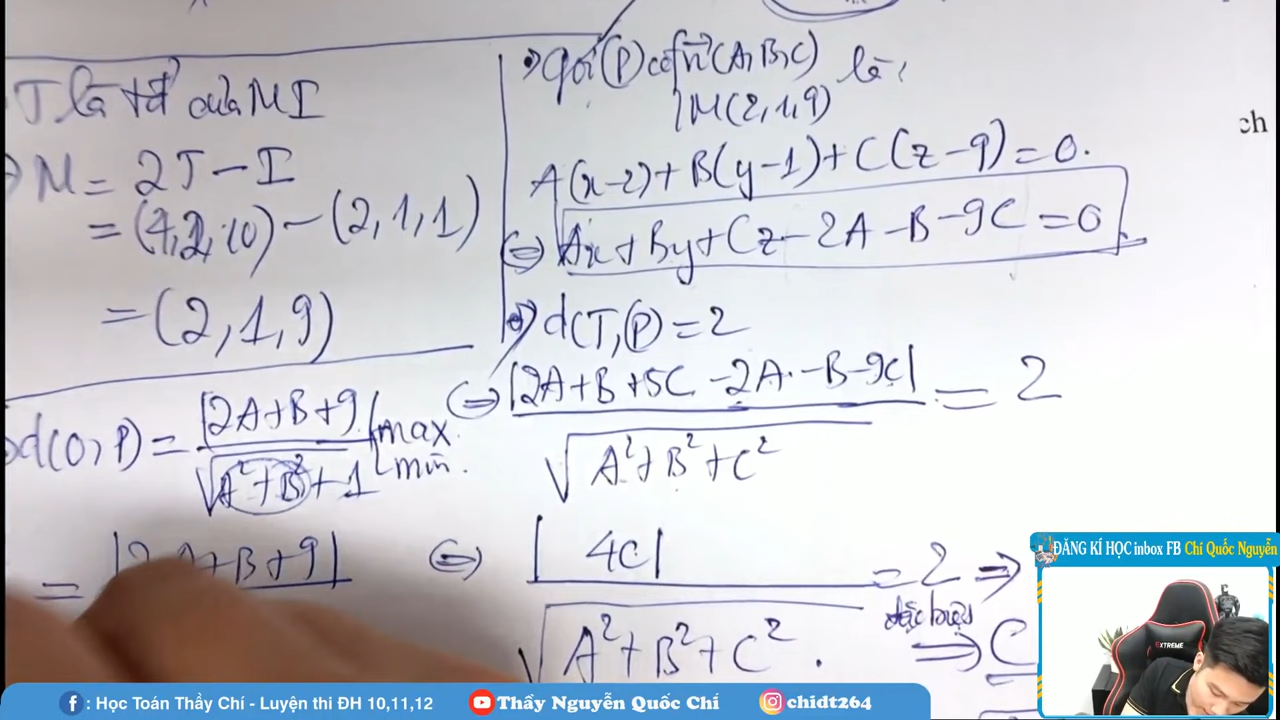 T là tđ của MI
M = 2T - I
= (4, 2, 10) - (2, 1, 1)
= (2, 1, 9)
d(O, P) = |2A + B + 9| / √(A² + B² + 1) { max min.
= |2A + B + 9|
gọi (P) có { n⃗ (A, B, C) là:
M(2, 1, 9)
A(x-2) + B(y-1) + C(z-9) = 0.
⇔ Ax + By + Cz - 2A - B - 9C = 0
d(T, (P)) = 2
⇔ |2A + B + 5C - 2A - B - 9C| / √(A² + B² + C²) = 2
⇔ |4C| / √(A² + B² + C²) = 2 ⇒
đặc biệt
⇒ C
ch
ĐĂNG KÍ HỌC inbox FB Chí Quốc Nguyễn
EXTREME
f : Học Toán Thầy Chí - Luyện thi ĐH 10,11,12
Thầy Nguyễn Quốc Chí
chidt264